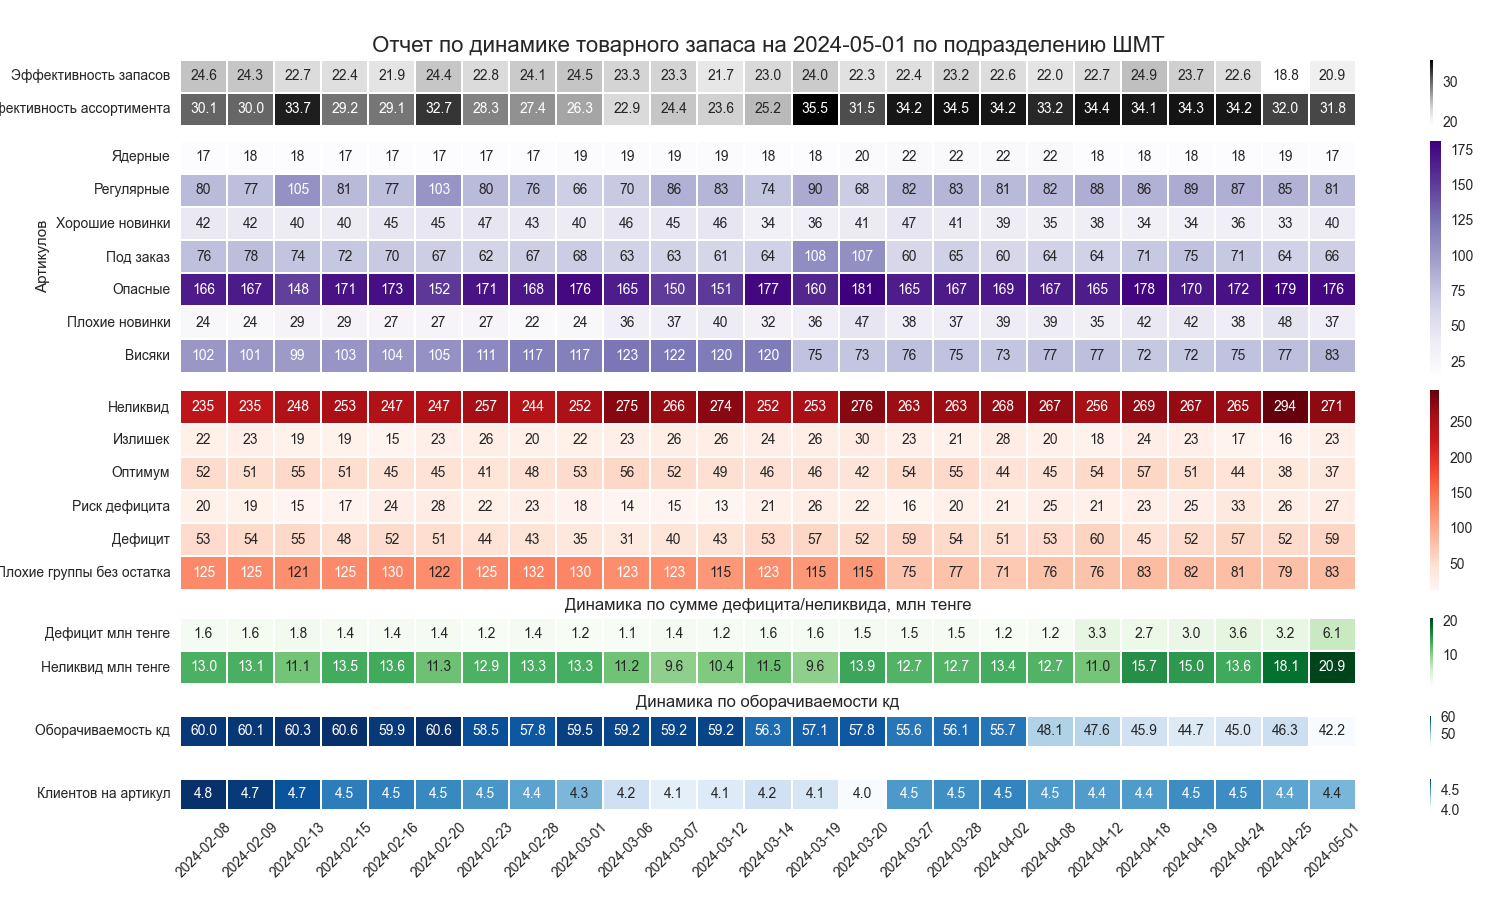 Отчет по динамике товарного запаса на 2024-05-01 по подразделению ШМТ
Эффективность запасов 24.6 24.3 22.7 22.4 21.9 24.4 22.8 24.1 24.5 23.3 23.3 21.7 23.0 24.0 22.3 22.4 23.2 22.6 22.0 22.7 24.9 23.7 22.6 18.8 20.9
фективность ассортимента 30.1 30.0 33.7 29.2 29.1 32.7 28.3 27.4 26.3 22.9 24.4 23.6 25.2 35.5 31.5 34.2 34.5 34.2 33.2 34.4 34.1 34.3 34.2 32.0 31.8
30
20
Артикулов
Ядерные 17 18 18 17 17 17 17 17 19 19 19 19 18 18 20 22 22 22 22 18 18 18 18 19 17
Регулярные 80 77 105 81 77 103 80 76 66 70 86 83 74 90 68 82 83 81 82 88 86 89 87 85 81
Хорошие новинки 42 42 40 40 45 45 47 43 40 46 45 46 34 36 41 47 41 39 35 38 34 34 36 33 40
Под заказ 76 78 74 72 70 67 62 67 68 63 63 61 64 108 107 60 65 60 64 64 71 75 71 64 66
Опасные 166 167 148 171 173 152 171 168 176 165 150 151 177 160 181 165 167 169 167 165 178 170 172 179 176
Плохие новинки 24 24 29 29 27 27 27 22 24 36 37 40 32 36 47 38 37 39 39 35 42 42 38 48 37
Висяки 102 101 99 103 104 105 111 117 117 123 122 120 120 75 73 76 75 73 77 77 72 72 75 77 83
175
150
125
100
75
50
25
Неликвид 235 235 248 253 247 247 257 244 252 275 266 274 252 253 276 263 263 268 267 256 269 267 265 294 271
Излишек 22 23 19 19 15 23 26 20 22 23 26 26 24 26 30 23 21 28 20 18 24 23 17 16 23
Оптимум 52 51 55 51 45 45 41 48 53 56 52 49 46 46 42 54 55 44 45 54 57 51 44 38 37
Риск дефицита 20 19 15 17 24 28 22 23 18 14 15 13 21 26 22 16 20 21 25 21 23 25 33 26 27
Дефицит 53 54 55 48 52 51 44 43 35 31 40 43 53 57 52 59 54 51 53 60 45 52 57 52 59
Плохие группы без остатка 125 125 121 125 130 122 125 132 130 123 123 115 123 115 115 75 77 71 76 76 83 82 81 79 83
250
200
150
100
50
Динамика по сумме дефицита/неликвида, млн тенге
Дефицит млн тенге 1.6 1.6 1.8 1.4 1.4 1.4 1.2 1.4 1.2 1.1 1.4 1.2 1.6 1.6 1.5 1.5 1.5 1.2 1.2 3.3 2.7 3.0 3.6 3.2 6.1
Неликвид млн тенге 13.0 13.1 11.1 13.5 13.6 11.3 12.9 13.3 13.3 11.2 9.6 10.4 11.5 9.6 13.9 12.7 12.7 13.4 12.7 11.0 15.7 15.0 13.6 18.1 20.9
20
10
Динамика по оборачиваемости кд
Оборачиваемость кд 60.0 60.1 60.3 60.6 59.9 60.6 58.5 57.8 59.5 59.2 59.2 59.2 56.3 57.1 57.8 55.6 56.1 55.7 48.1 47.6 45.9 44.7 45.0 46.3 42.2
60
50
Клиентов на артикул 4.8 4.7 4.7 4.5 4.5 4.5 4.5 4.4 4.3 4.2 4.1 4.1 4.2 4.1 4.0 4.5 4.5 4.5 4.5 4.4 4.4 4.5 4.5 4.4 4.4
4.5
4.0
2024-02-08 2024-02-09 2024-02-13 2024-02-15 2024-02-16 2024-02-20 2024-02-23 2024-02-28 2024-03-01 2024-03-06 2024-03-07 2024-03-12 2024-03-14 2024-03-19 2024-03-20 2024-03-27 2024-03-28 2024-04-02 2024-04-08 2024-04-12 2024-04-18 2024-04-19 2024-04-24 2024-04-25 2024-05-01